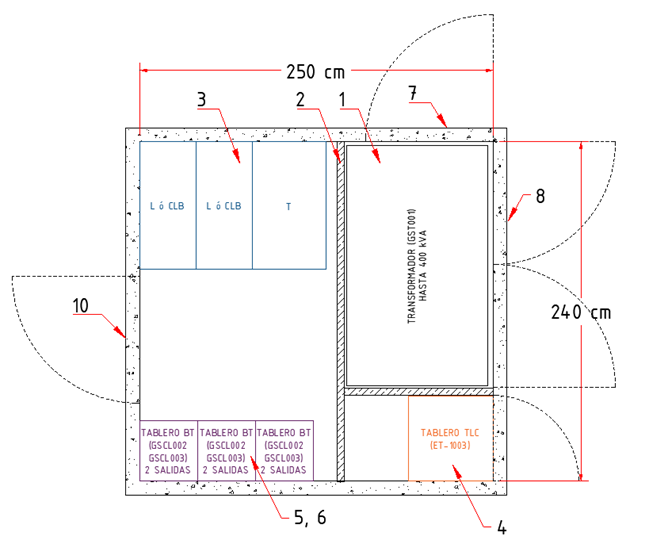 250 cm
3
2
1
7
8
L ó CLB
L ó CLB
T
TRANSFORMADOR (GST001)
HASTA 400 kVA
240 cm
10
TABLERO BT
(GSCL002
GSCL003)
2 SALIDAS
TABLERO BT
(GSCL002
GSCL003)
2 SALIDAS
TABLERO BT
(GSCL002
GSCL003)
2 SALIDAS
TABLERO TLC
(ET-1003)
5, 6
4